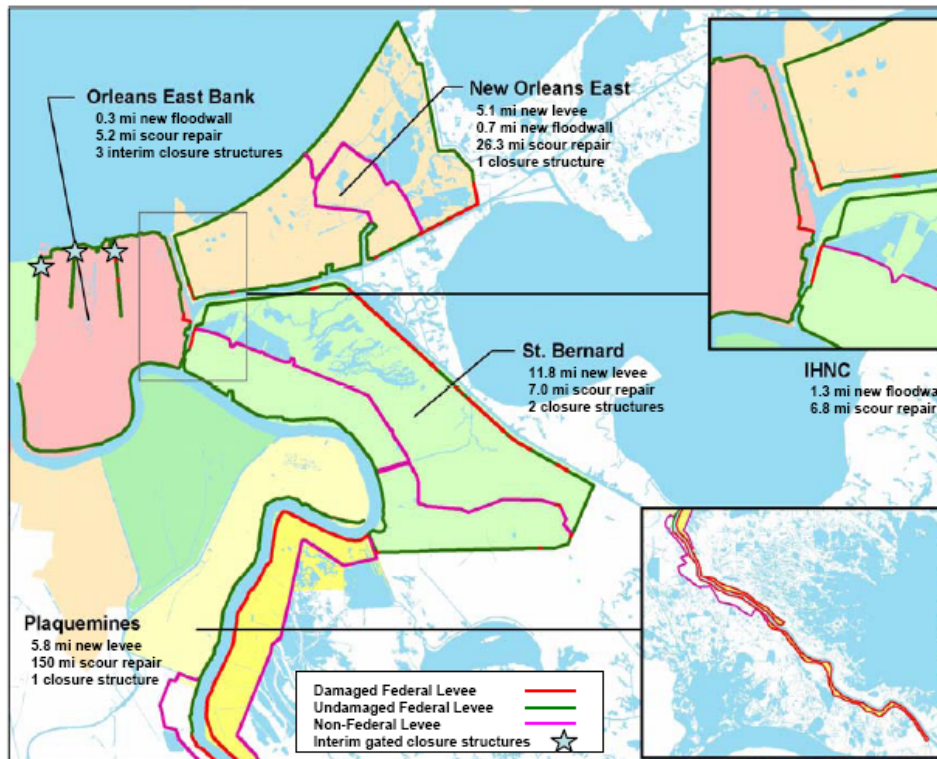 Orleans East Bank
0.3 mi new floodwall
5.2 mi scour repair
3 interim closure structures
New Orleans East
5.1 mi new levee
0.7 mi new floodwall
26.3 mi scour repair
1 closure structure
St. Bernard
11.8 mi new levee
7.0 mi scour repair
2 closure structures
IHNC
1.3 mi new floodwa
6.8 mi scour repair
Plaquemines
5.8 mi new levee
150 mi scour repair
1 closure structure
Damaged Federal Levee
Undamaged Federal Levee
Non-Federal Levee
Interim gated closure structures